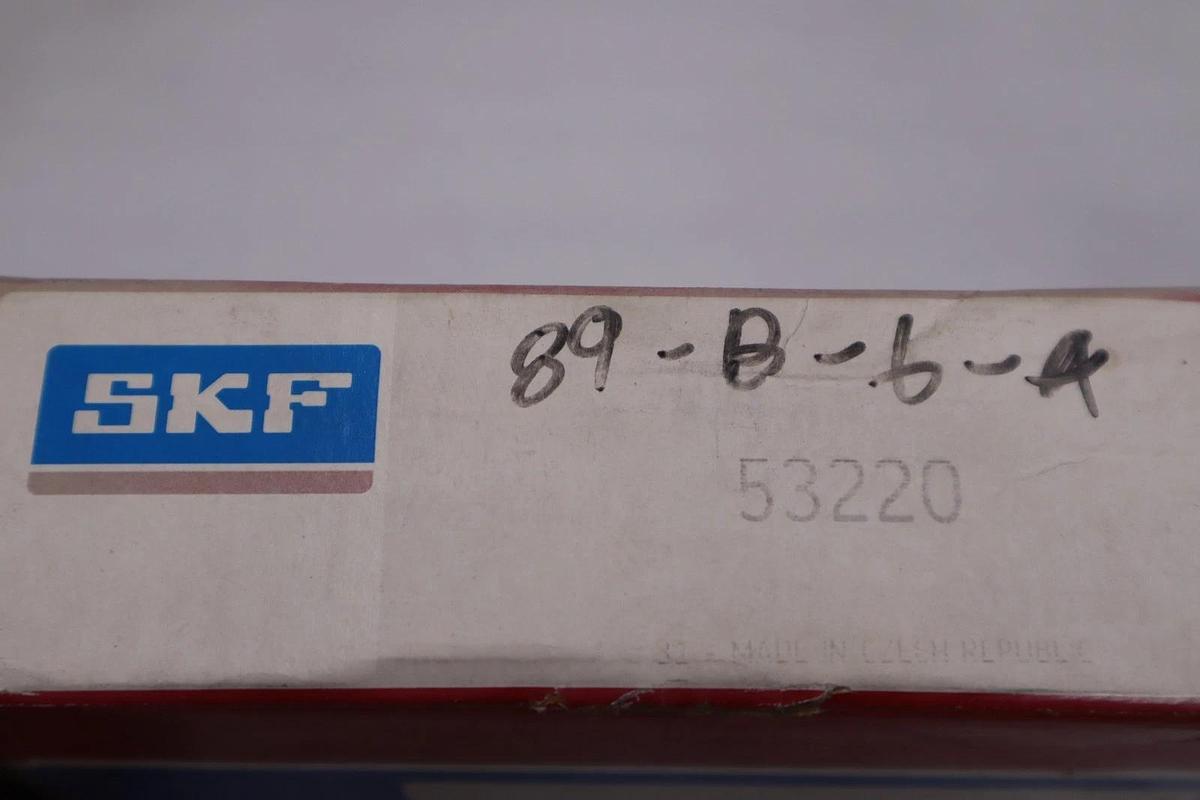 SKF
89-B-6-A
53220
MADE IN CZECH REPUBLIC